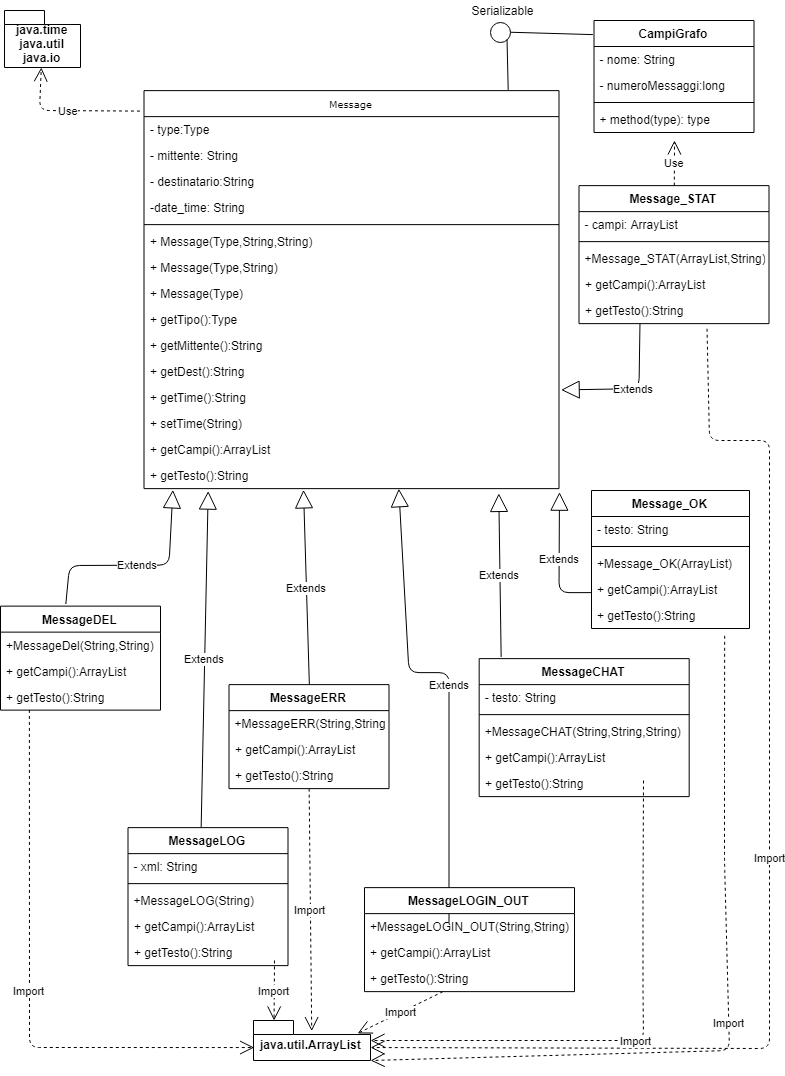 Serializable
java.time
java.util
java.io
Use
CampiGrafo
- nome: String
- numeroMessaggi:long
+ method(type): type
Use
Message
- type:Type
- mittente: String
- destinatario:String
-date_time: String
+ Message(Type,String,String)
+ Message(Type,String)
+ Message(Type)
+ getTipo():Type
+ getMittente():String
+ getDest():String
+ getTime():String
+ setTime(String)
+ getCampi():ArrayList
+ getTesto():String
Message_STAT
- campi: ArrayList
+Message_STAT(ArrayList,String)
+ getCampi():ArrayList
+ getTesto():String
Extends
Message_OK
- testo: String
+Message_OK(ArrayList)
+ getCampi():ArrayList
+ getTesto():String
Extends
Extends
Extends
Extends
Extends
Extends
MessageDEL
+MessageDel(String,String)
+ getCampi():ArrayList
+ getTesto():String
MessageERR
+MessageERR(String,String
+ getCampi():ArrayList
+ getTesto():String
MessageCHAT
- testo: String
+MessageCHAT(String,String,String)
+ getCampi():ArrayList
+ getTesto():String
MessageLOG
- xml: String
+MessageLOG(String)
+ getCampi():ArrayList
+ getTesto():String
MessageLOGIN_OUT
+MessageLOGIN_OUT(String,String)
+ getCampi():ArrayList
+ getTesto():String
Import
Import
Import
Import
Import
Import
Import
java.util.ArrayList